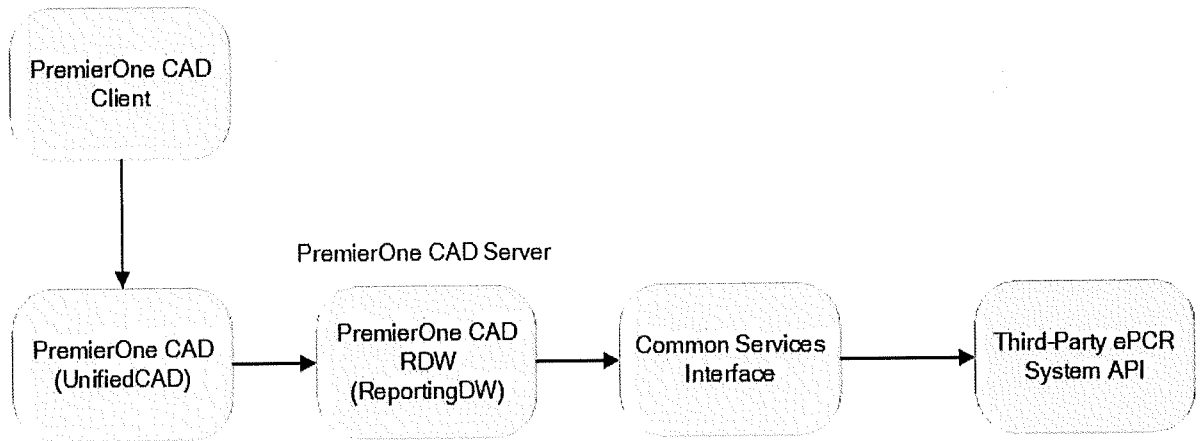 PremierOne CAD
Client
PremierOne CAD Server
PremierOne CAD
(UnifiedCAD)
PremierOne CAD
RDW
(ReportingDW)
Common Services
Interface
Third-Party ePCR
System API